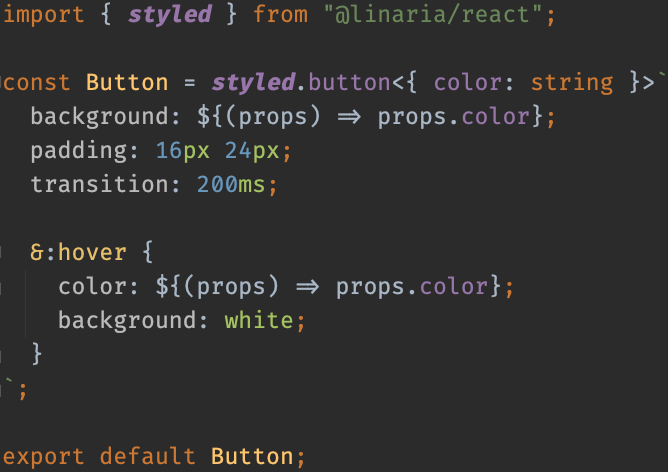 import { styled } from "@linaria/react";
const Button = styled.button<{ color: string }>`
background: ${(props) => props.color};
padding: 16px 24px;
transition: 200ms;
&:hover {
color: ${(props) => props.color};
background: white;
}
`;
export default Button;